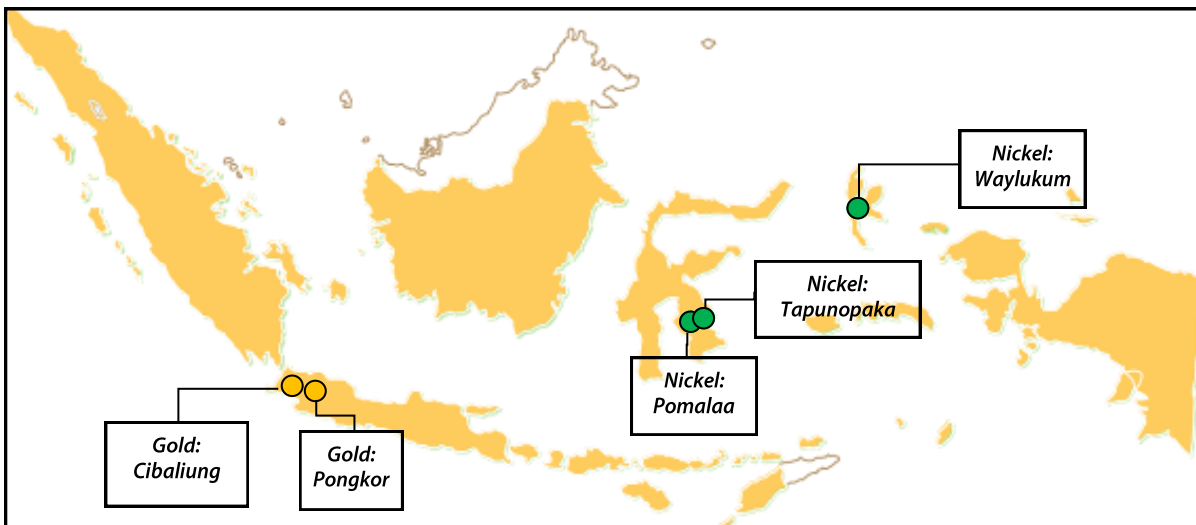 Nickel:
Waylukum
Nickel:
Tapunopaka
Nickel:
Pomalaa
Gold:
Cibaliung
Gold:
Pongkor